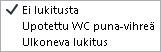 Ei lukitusta
Upotettu WC puna-vihreä
Ulkoneva lukitus